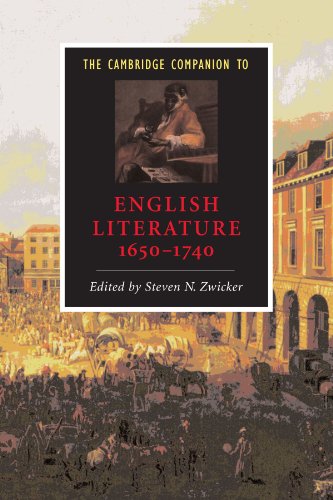 THE CAMBRIDGE COMPANION TO
ENGLISH
LITERATURE
1650–1740
Edited by Steven N. Zwicker